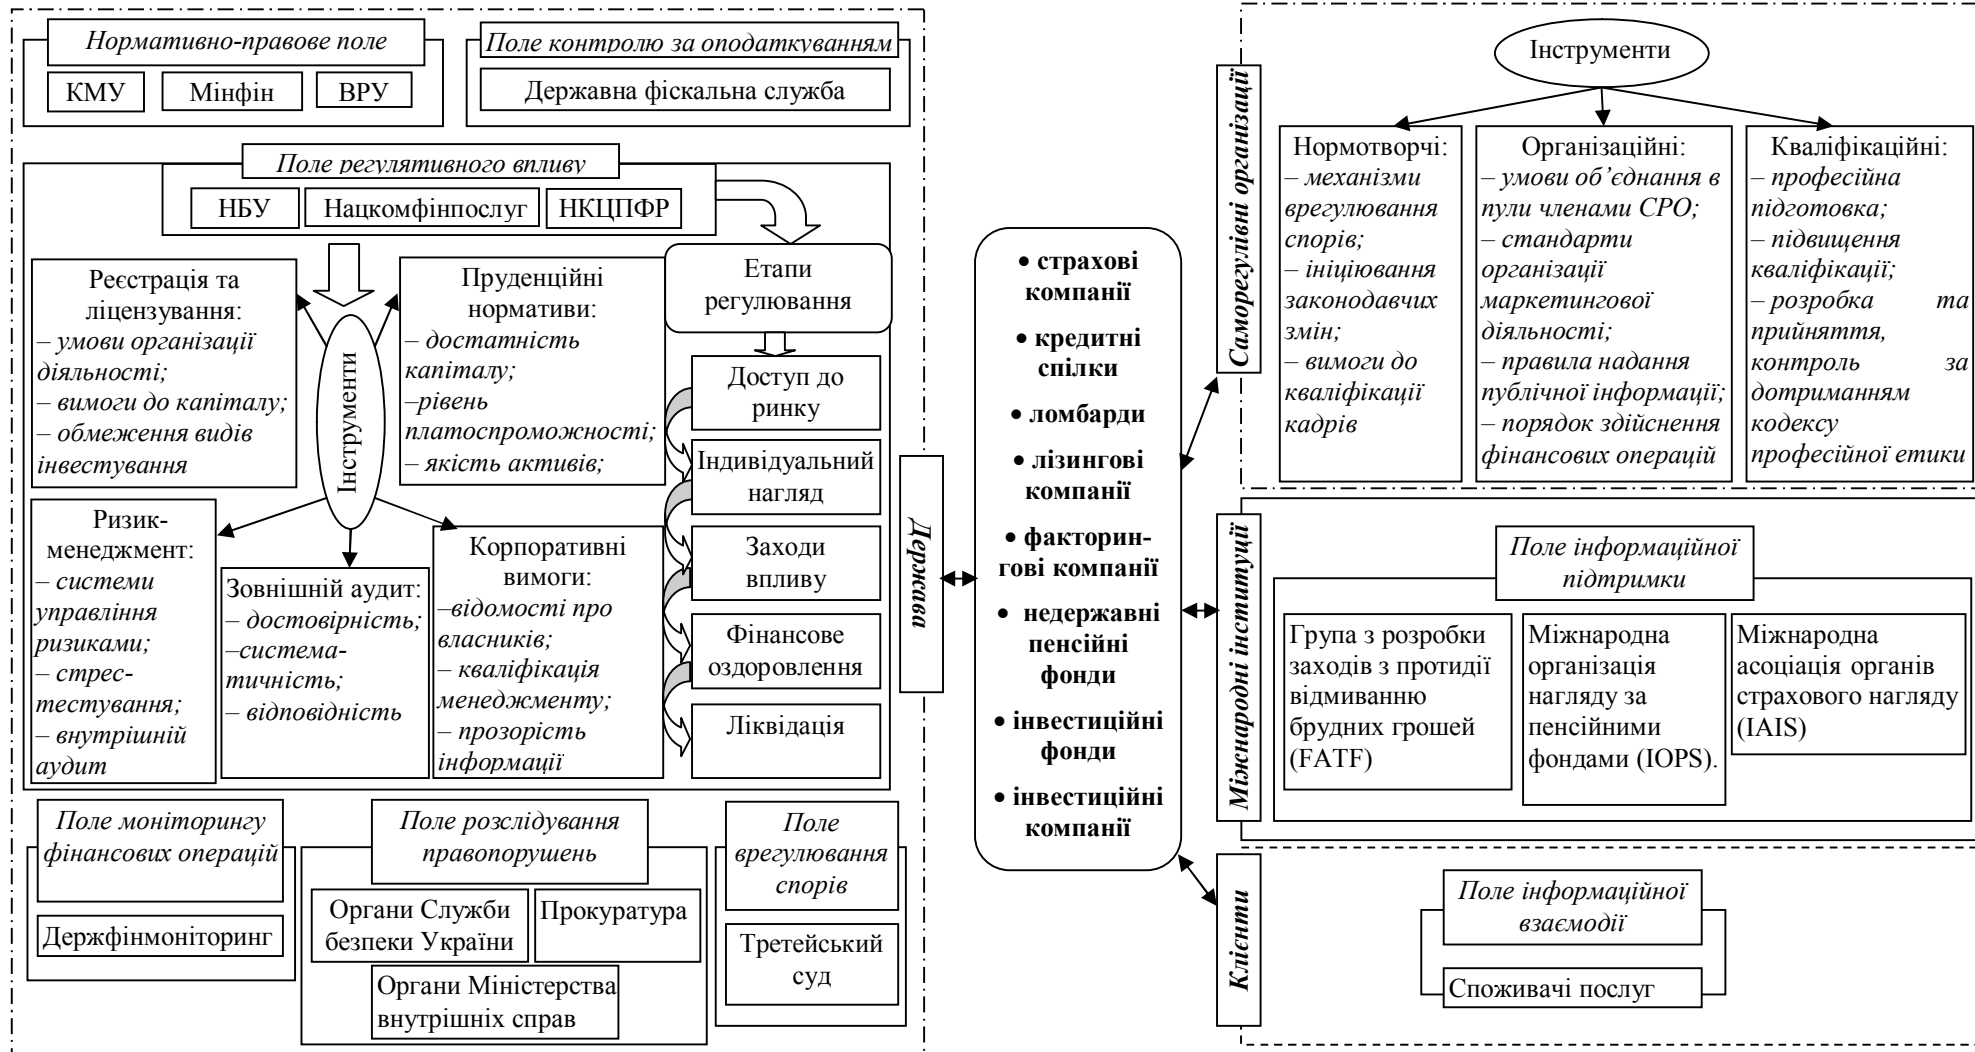 Нормативно-правове поле
КМУ
Мінфін
ВРУ
Поле контролю за оподаткуванням
Державна фіскальна служба
Поле регулятивного впливу
НБУ
Нацкомфінпослуг
НКЦПФР
Реєстрація та
ліцензування:
– умови організації
діяльності;
– вимоги до капіталу;
– обмеження видів
інвестування
Інструменти
Пруденційні
нормативи:
– достатність
капіталу;
–рівень
платоспроможності;
– якість активів;
Ризик-
менеджмент:
– системи
управління
ризиками;
– стрес-
тестування;
– внутрішній
аудит
Зовнішній аудит:
– достовірність;
–система-
тичність;
– відповідність
Корпоративні
вимоги:
–відомості про
власників;
– кваліфікація
менеджменту;
– прозорість
інформації
Етапи
регулювання
Доступ до
ринку
Індивідуальний
нагляд
Заходи
впливу
Фінансове
оздоровлення
Ліквідація
Поле моніторингу
фінансових операцій
Держфінмоніторинг
Поле розслідування
правопорушень
Органи Служби
безпеки України
Прокуратура
Органи Міністерства
внутрішніх справ
Поле
врегулювання
спорів
Третейський
суд
Держава
• страхові
компанії
• кредитні
спілки
• ломбарди
• лізингові
компанії
• факторин-
гові компанії
• недержавні
пенсійні
фонди
• інвестиційні
фонди
• інвестиційні
компанії
Саморегулівні організації
Інструменти
Нормотворчі:
– механізми
врегулювання
спорів;
– ініціювання
законодавчих
змін;
– вимоги до
кваліфікації
кадрів
Організаційні:
– умови об’єднання в
пули членами СРО;
– стандарти
організації
маркетингової
діяльності;
– правила надання
публічної інформації;
– порядок здійснення
фінансових операцій
Кваліфікаційні:
– професійна
підготовка;
– підвищення
кваліфікації;
– розробка та
прийняття,
контроль за
дотриманням
кодексу
професійної етики
Міжнародні інституції
Поле інформаційної
підтримки
Група з розробки
заходів з протидії
відмиванню
брудних грошей
(FATF)
Міжнародна
організація
нагляду за
пенсійними
фондами (IOPS).
Міжнародна
асоціація органів
страхового нагляду
(IAIS)
Клієнти
Поле інформаційної
взаємодії
Споживачі послуг